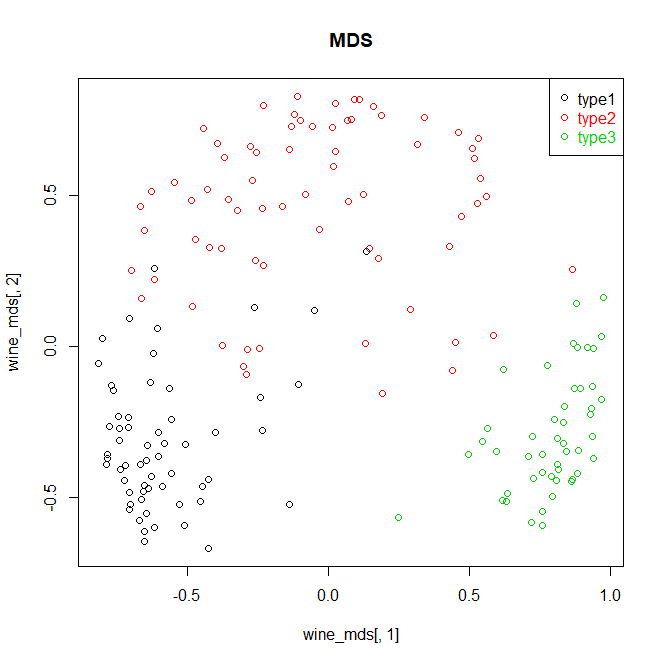 MDS
type1
type2
type3
wine_mds[, 2]
0.5
0.0
-0.5
-0.5
0.0
0.5
1.0
wine_mds[, 1]